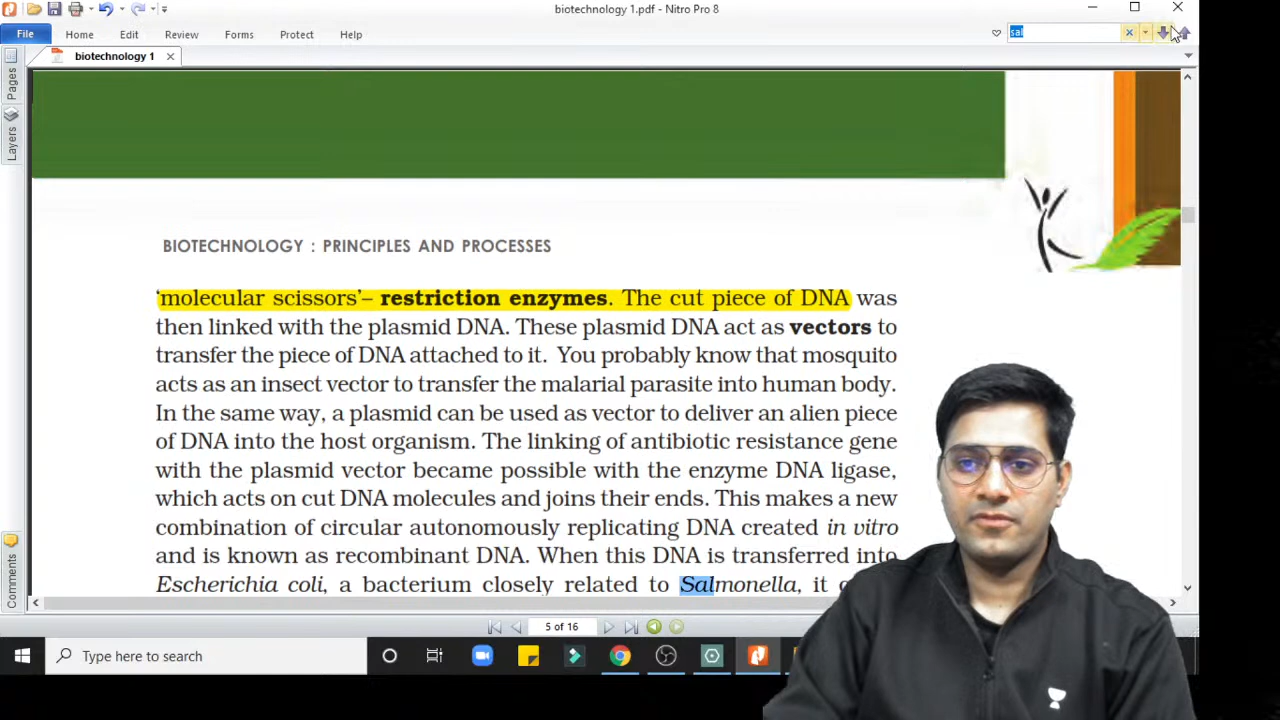 biotechnology 1.pdf - Nitro Pro 8
File Home Edit Review Forms Protect Help
sal
biotechnology 1
Pages
Layers
BIOTECHNOLOGY : PRINCIPLES AND PROCESSES
‘molecular scissors’– restriction enzymes. The cut piece of DNA was
then linked with the plasmid DNA. These plasmid DNA act as vectors to
transfer the piece of DNA attached to it. You probably know that mosquito
acts as an insect vector to transfer the malarial parasite into human body.
In the same way, a plasmid can be used as vector to deliver an alien piece
of DNA into the host organism. The linking of antibiotic resistance gene
with the plasmid vector became possible with the enzyme DNA ligase,
which acts on cut DNA molecules and joins their ends. This makes a new
combination of circular autonomously replicating DNA created in vitro
and is known as recombinant DNA. When this DNA is transferred into
Escherichia coli, a bacterium closely related to Salmonella, it
Comments
5 of 16
Type here to search